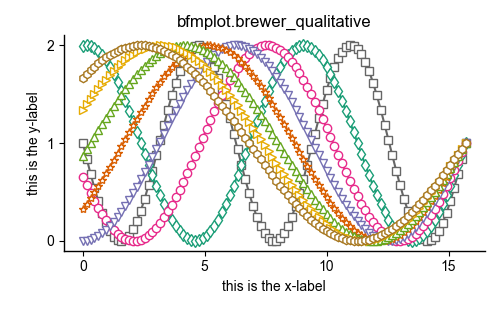 bfmplot.brewer_qualitative
this is the y-label
2
1
0
0
5
10
15
this is the x-label